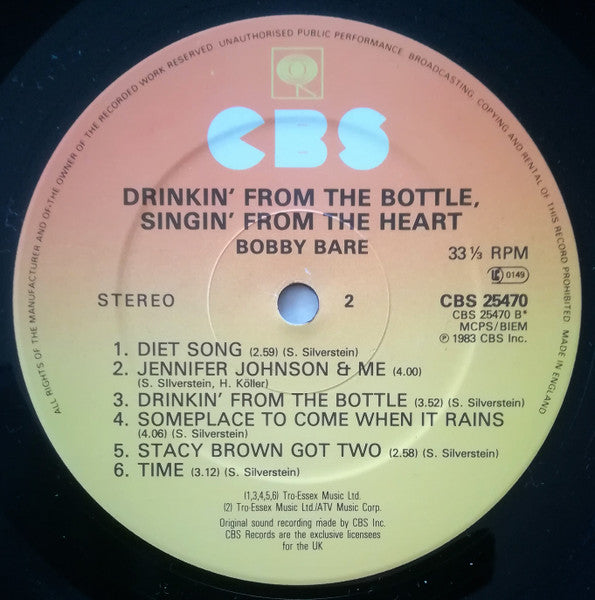 ALL RIGHTS OF THE MANUFACTURER AND OF THE OWNER OF THE RECORDED WORK RESERVED. UNAUTHORISED PUBLIC PERFORMANCE, BROADCASTING, COPYING AND RENTAL OF THIS RECORD PROHIBITED. MADE IN ENGLAND
CBS
DRINKIN' FROM THE BOTTLE,
SINGIN' FROM THE HEART
BOBBY BARE
33⅓ RPM
LC 0149
STEREO
2
CBS 25470
CBS 25470 B*
MCPS/BIEM
℗ 1983 CBS Inc.
1. DIET SONG (2.59) (S. Silverstein)
2. JENNIFER JOHNSON & ME (4.00)
(S. SIlverstein, H. Köller)
3. DRINKIN' FROM THE BOTTLE (3.52) (S. Silverstein)
4. SOMEPLACE TO COME WHEN IT RAINS
(4.06) (S. Silverstein)
5. STACY BROWN GOT TWO (2.58) (S. Silverstein)
6. TIME (3.12) (S. Silverstein)
(1,3,4,5,6) Tro-Essex Music Ltd.
(2) Tro-Essex Music Ltd./ATV Music Corp.
Original sound recording made by CBS Inc.
CBS Records are the exclusive licensees
for the UK